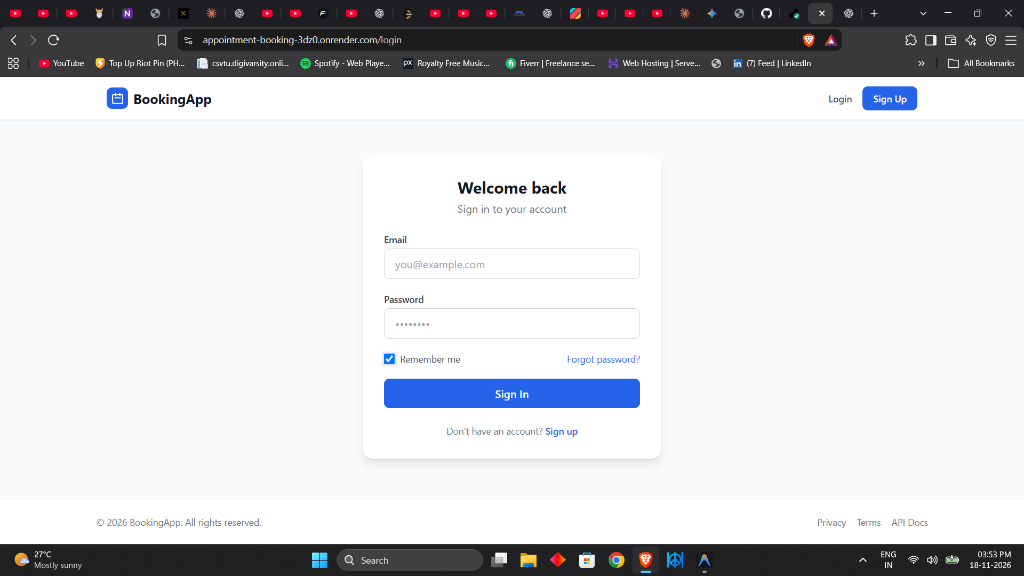 appointment-booking-3dz0.onrender.com/login
YouTube
Top Up Riot Pin (PH...
csvtu.digivarsity.onli...
Spotify - Web Playe...
Royalty Free Music...
Fiverr | Freelance se...
Web Hosting | Serve...
(7) Feed | LinkedIn
»
All Bookmarks
BookingApp
Login
Sign Up
Welcome back
Sign in to your account
Email
you@example.com
Password
••••••••
Remember me
Forgot password?
Sign In
Don't have an account? Sign up
© 2026 BookingApp. All rights reserved.
Privacy
Terms
API Docs
27°C
Mostly sunny
Search
ENG
IN
03:53 PM
18-11-2026